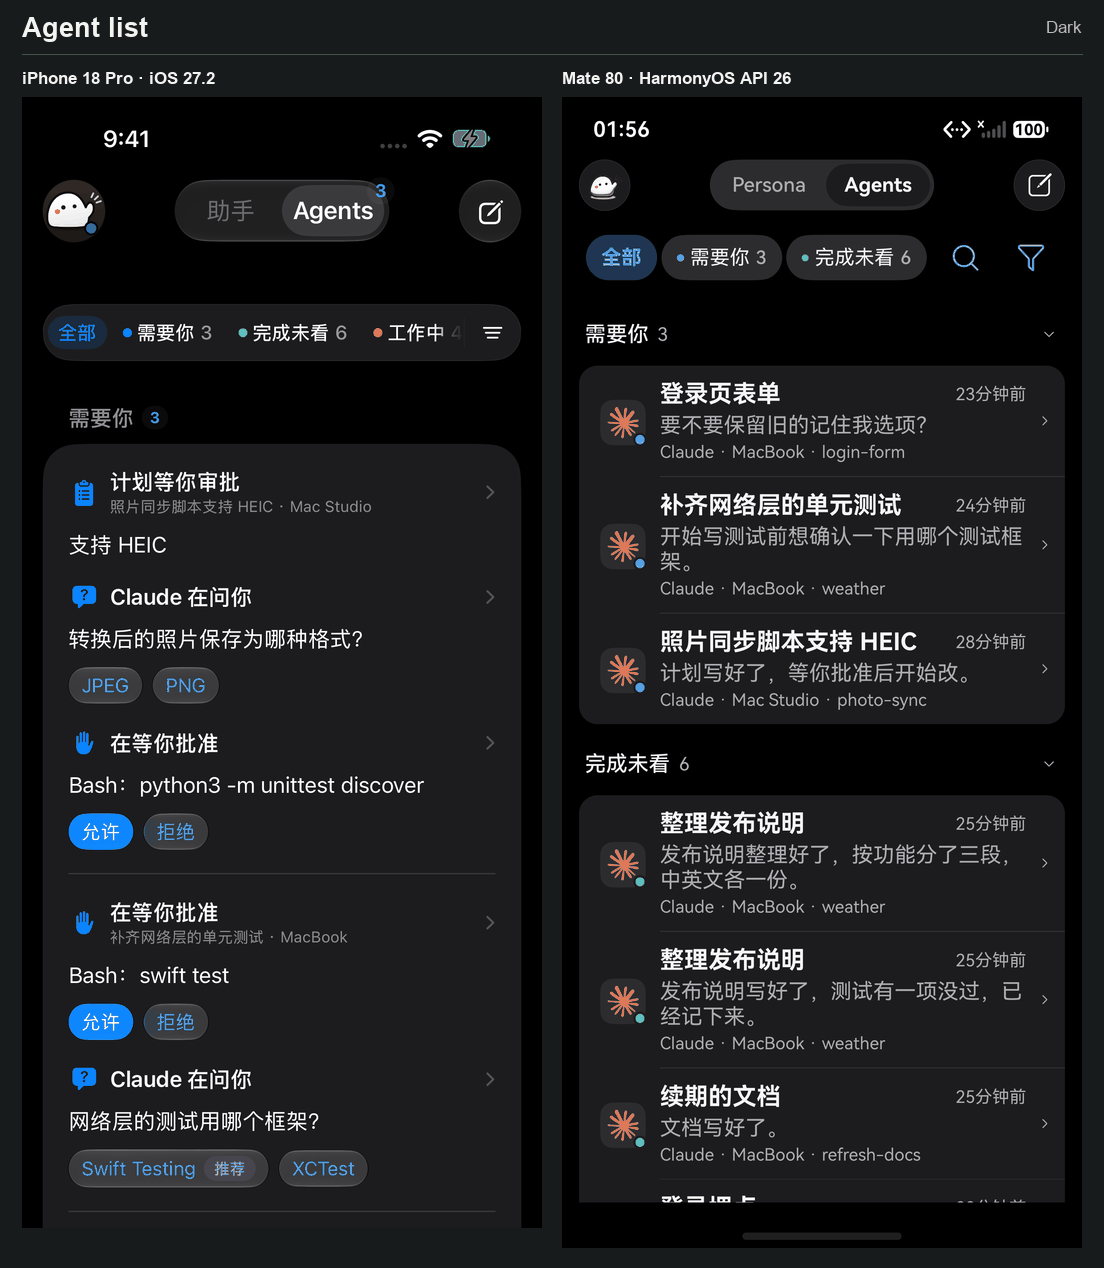 Agent list
Dark
iPhone 18 Pro · iOS 27.2
9:41
助手
Agents
3
全部
需要你 3
完成未看 6
工作中
需要你 3
计划等你审批
照片同步脚本支持 HEIC · Mac Studio
支持 HEIC
Claude 在问你
转换后的照片保存为哪种格式?
JPEG
PNG
在等你批准
Bash: python3 -m unittest discover
允许
拒绝
在等你批准
补齐网络层的单元测试 · MacBook
Bash: swift test
允许
拒绝
Claude 在问你
网络层的测试用哪个框架?
Swift Testing 推荐
XCTest
Mate 80 · HarmonyOS API 26
01:56
100
Persona
Agents
全部
需要你 3
完成未看 6
需要你 3
登录页表单
23分钟前
要不要保留旧的记住我选项?
Claude · MacBook · login-form
补齐网络层的单元测试
24分钟前
开始写测试前想确认一下用哪个测试框
架。
Claude · MacBook · weather
照片同步脚本支持 HEIC
28分钟前
计划写好了，等你批准后开始改。
Claude · Mac Studio · photo-sync
完成未看 6
整理发布说明
25分钟前
发布说明整理好了，按功能分了三段，
中英文各一份。
Claude · MacBook · weather
整理发布说明
25分钟前
发布说明写好了，测试有一项没过，已
经记下来。
Claude · MacBook · weather
续期的文档
25分钟前
文档写好了。
Claude · MacBook · refresh-docs